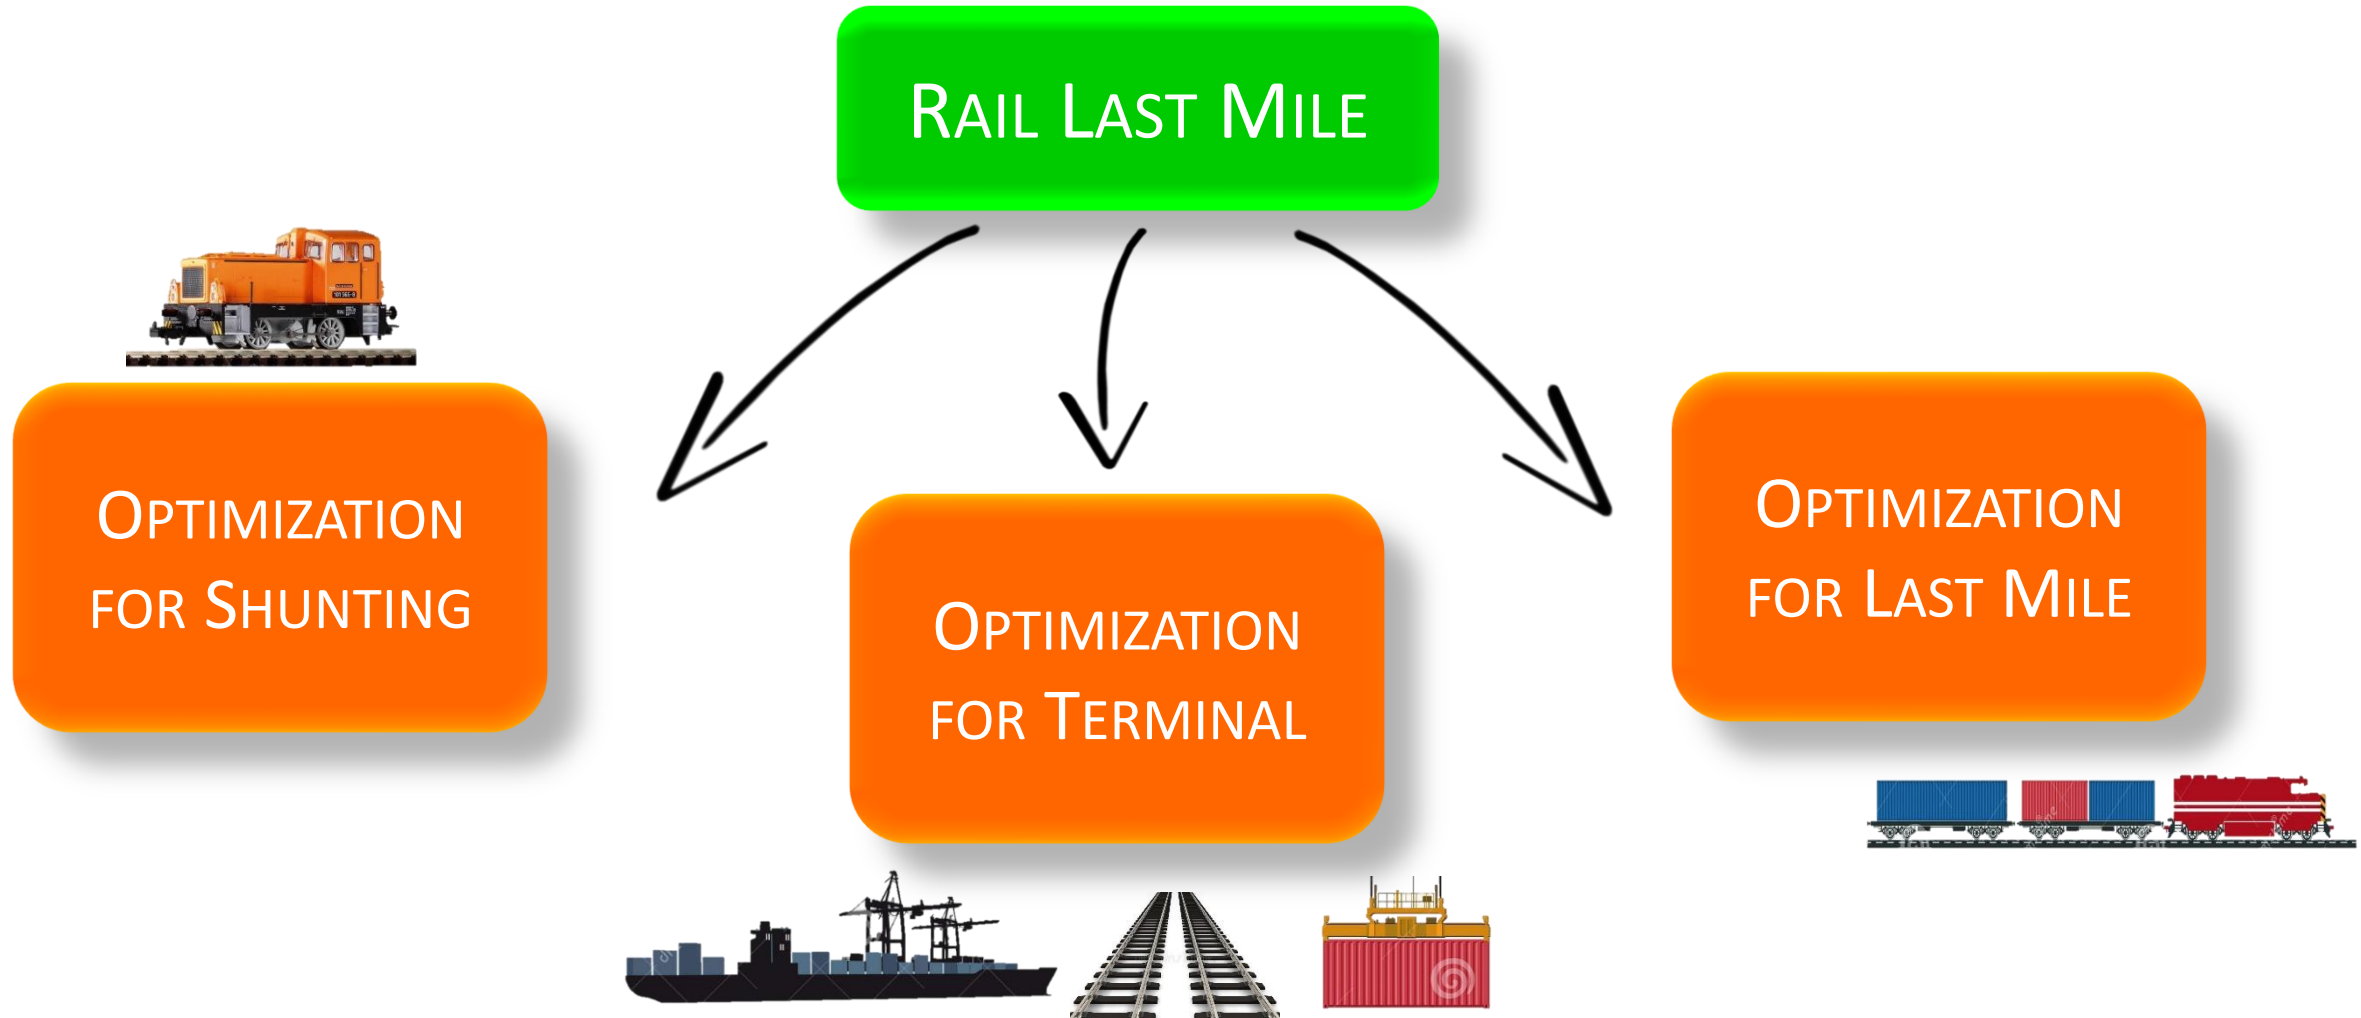 RAIL LAST MILE
OPTIMIZATION
FOR SHUNTING
OPTIMIZATION
FOR TERMINAL
OPTIMIZATION
FOR LAST MILE